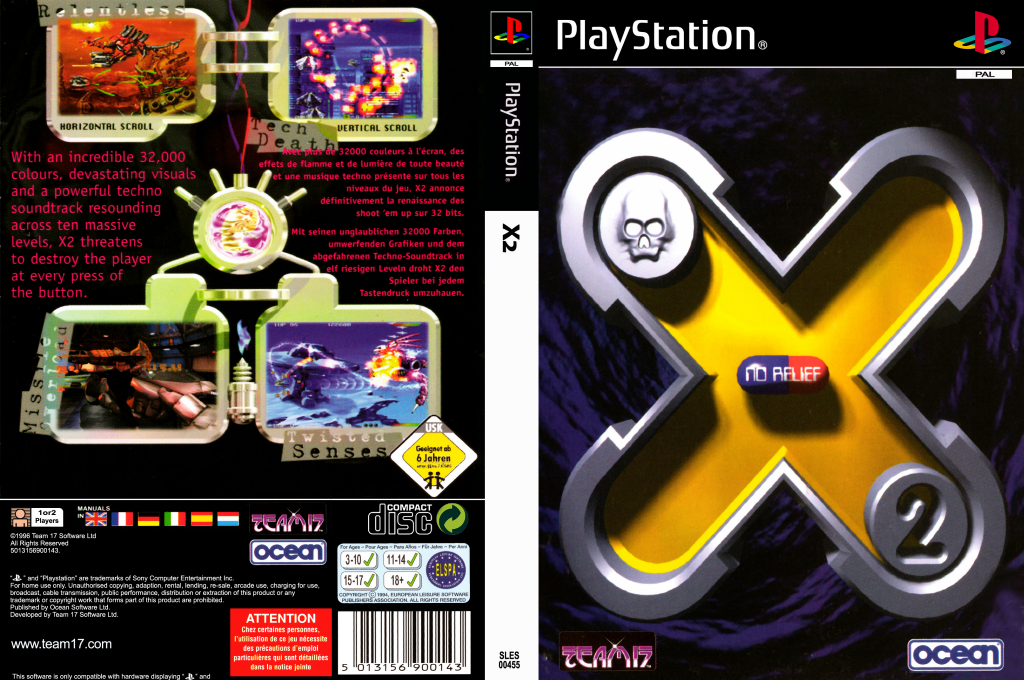 Relentless
HORIZONTAL SCROLL
VERTICAL SCROLL
Tech
Death
With an incredible 32,000
colours, devastating visuals
and a powerful techno
soundtrack resounding
across ten massive
levels, X2 threatens
to destroy the player
at every press of
the button.
Avec plus de 32000 couleurs à l'écran, des
effets de flamme et de lumière de toute beauté
et une musique techno présente sur tous les
niveaux du jeu, X2 annonce
définitivement la renaissance des
shoot 'em up sur 32 bits.
Mit seinen unglaublichen 32000 Farben,
umwerfenden Grafiken und dem
abgefahrenen Techno-Soundtrack in
elf riesigen Leveln droht X2 den
Spieler bei jedem
Tastendruck umzuhauen.
Missile
Overload
Twisted
Senses
USK
Geeignet ab
6 Jahren
1or2
Players
MANUALS
IN
TEAM17
ocean
COMPACT
disc
©1996 Team 17 Software Ltd
All Rights Reserved
5013156900143.
For Ages – Pour Ages – Para Años – Für Jahre – Per Anni
3-10
11-14
15-17
18+
ELSPA
COPYRIGHT © 1994, EUROPEAN LEISURE SOFTWARE
PUBLISHERS ASSOCIATION. ALL RIGHTS RESERVED
" " and "Playstation" are trademarks of Sony Computer Entertainment Inc.
For home use only. Unauthorised copying, adaption, rental, lending, re-sale, arcade use, charging for use,
broadcast, cable transmission, public performance, distribution or extraction of this product or any
trademark or copyright work that forms part of this product are prohibited.
Published by Ocean Software Ltd.
Developed by Team 17 Software Ltd.
www.team17.com
This software is only compatible with hardware displaying " " and
ATTENTION
Chez certaines personnes,
l'utilisation de ce jeu nécessite
des précautions d'emploi
particulières qui sont détaillées
dans la notice jointe
5 013156 900143
PAL
PlayStation®
X2
SLES
00455
PlayStation®
PAL
NO RELIEF
2
TEAM17
ocean